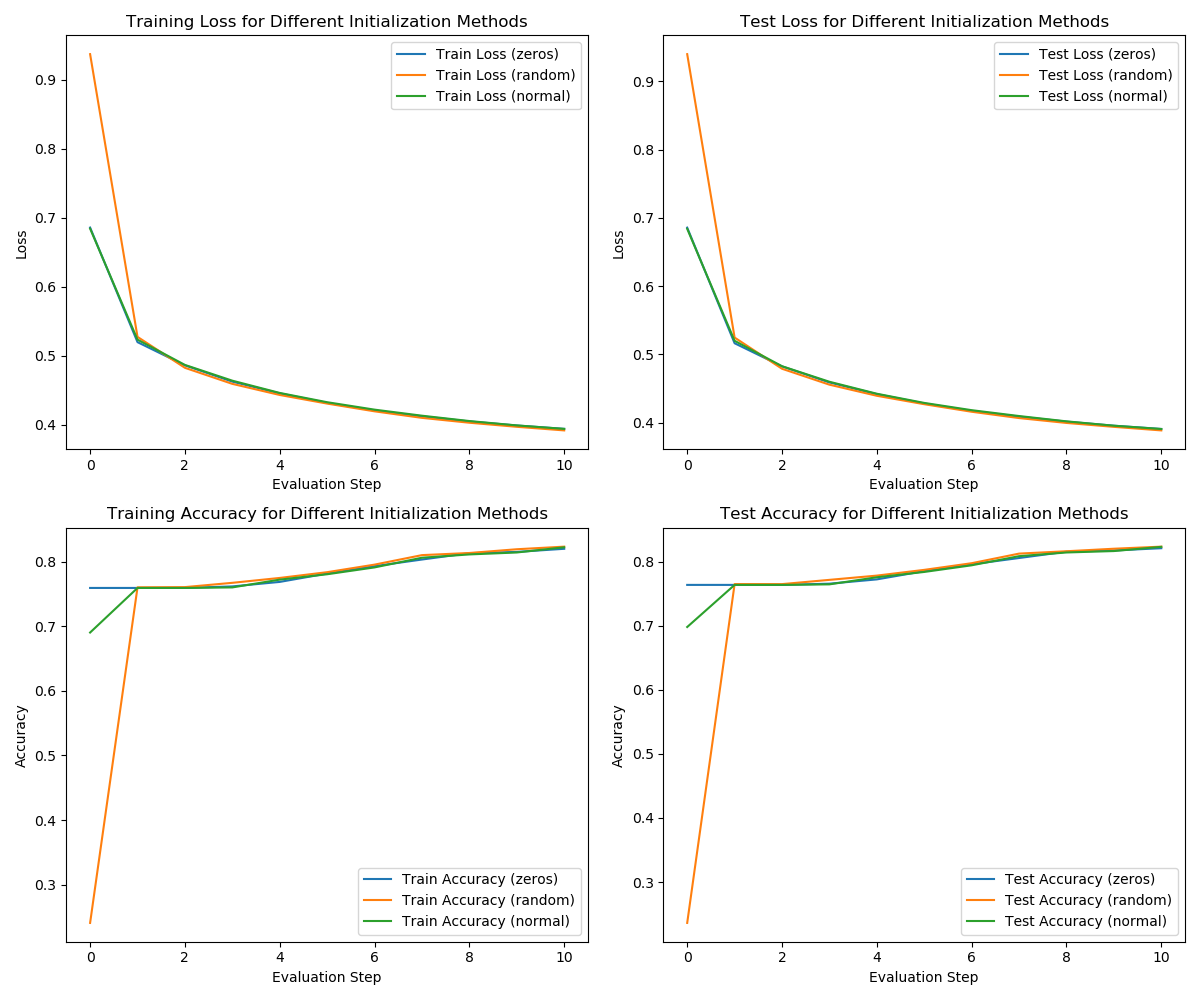 Training Loss for Different Initialization Methods
Loss
0.9
0.8
0.7
0.6
0.5
0.4
Train Loss (zeros)
Train Loss (random)
Train Loss (normal)
0 2 4 6 8 10
Evaluation Step
Test Loss for Different Initialization Methods
Loss
0.9
0.8
0.7
0.6
0.5
0.4
Test Loss (zeros)
Test Loss (random)
Test Loss (normal)
0 2 4 6 8 10
Evaluation Step
Training Accuracy for Different Initialization Methods
Accuracy
0.8
0.7
0.6
0.5
0.4
0.3
Train Accuracy (zeros)
Train Accuracy (random)
Train Accuracy (normal)
0 2 4 6 8 10
Evaluation Step
Test Accuracy for Different Initialization Methods
Accuracy
0.8
0.7
0.6
0.5
0.4
0.3
Test Accuracy (zeros)
Test Accuracy (random)
Test Accuracy (normal)
0 2 4 6 8 10
Evaluation Step